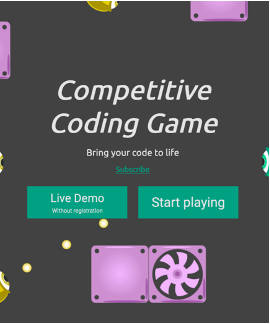 Competitive
Coding Game
Bring your code to life
Subscribe
Live Demo
Without registration
Start playing